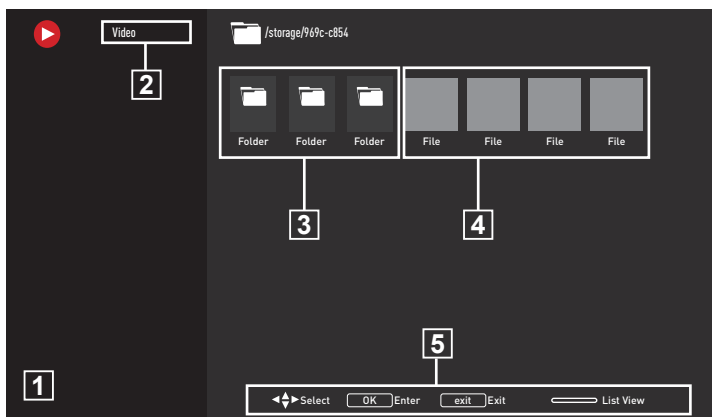 Video
/storage/969c-c854
2
Folder Folder Folder File File File File
3 4
5
1
Select OK Enter exit Exit List View